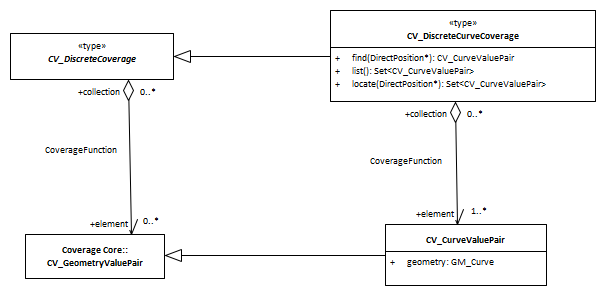 «type»
CV_DiscreteCoverage
«type»
CV_DiscreteCurveCoverage
+ find(DirectPosition*): CV_CurveValuePair
+ list(): Set<CV_CurveValuePair>
+ locate(DirectPosition*): Set<CV_CurveValuePair>
+collection 0..*
+collection 0..*
CoverageFunction
CoverageFunction
+element 0..*
+element 1..*
Coverage Core::
CV_GeometryValuePair
CV_CurveValuePair
+ geometry: GM_Curve